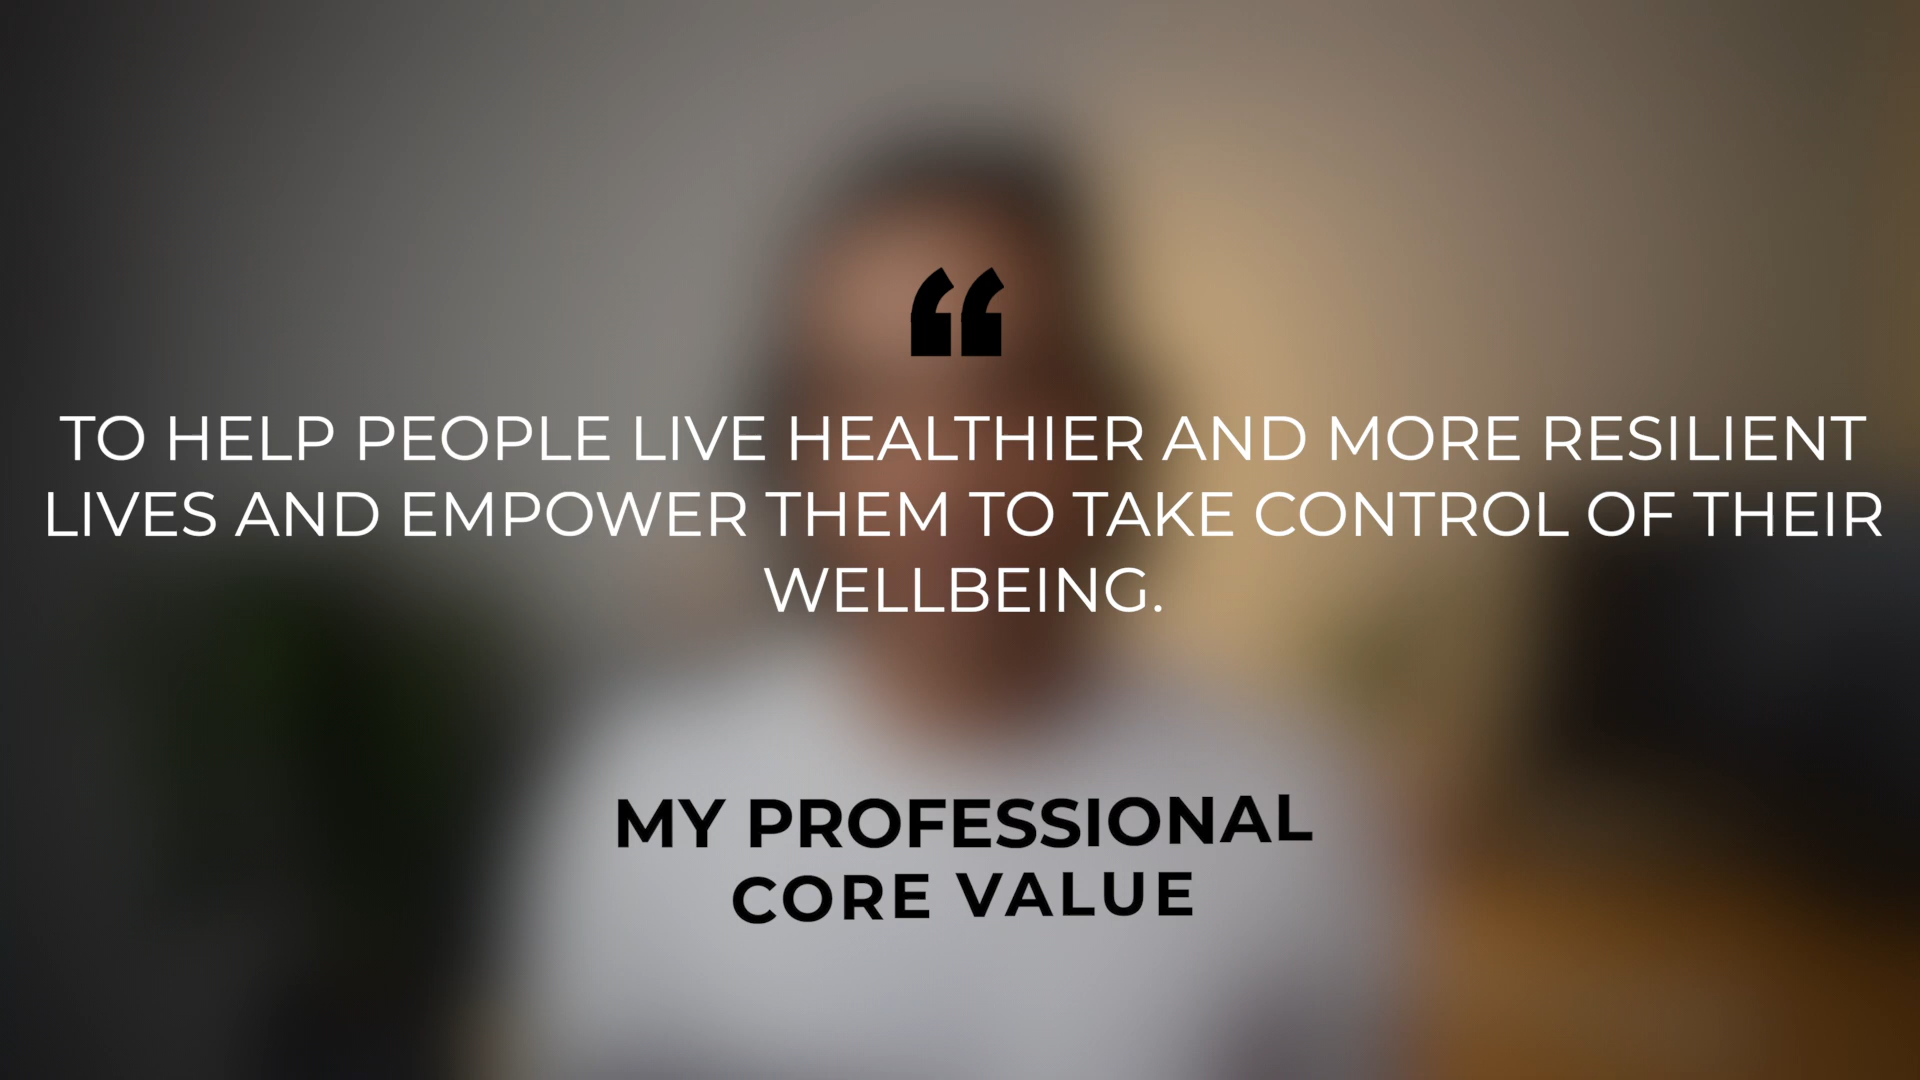 “
TO HELP PEOPLE LIVE HEALTHIER AND MORE RESILIENT
LIVES AND EMPOWER THEM TO TAKE CONTROL OF THEIR
WELLBEING.
MY PROFESSIONAL
CORE VALUE